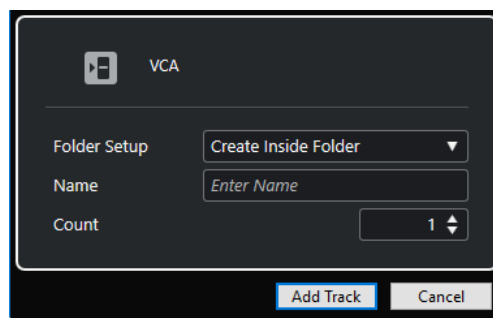 VCA
Folder Setup Create Inside Folder
Name Enter Name
Count 1
Add Track Cancel